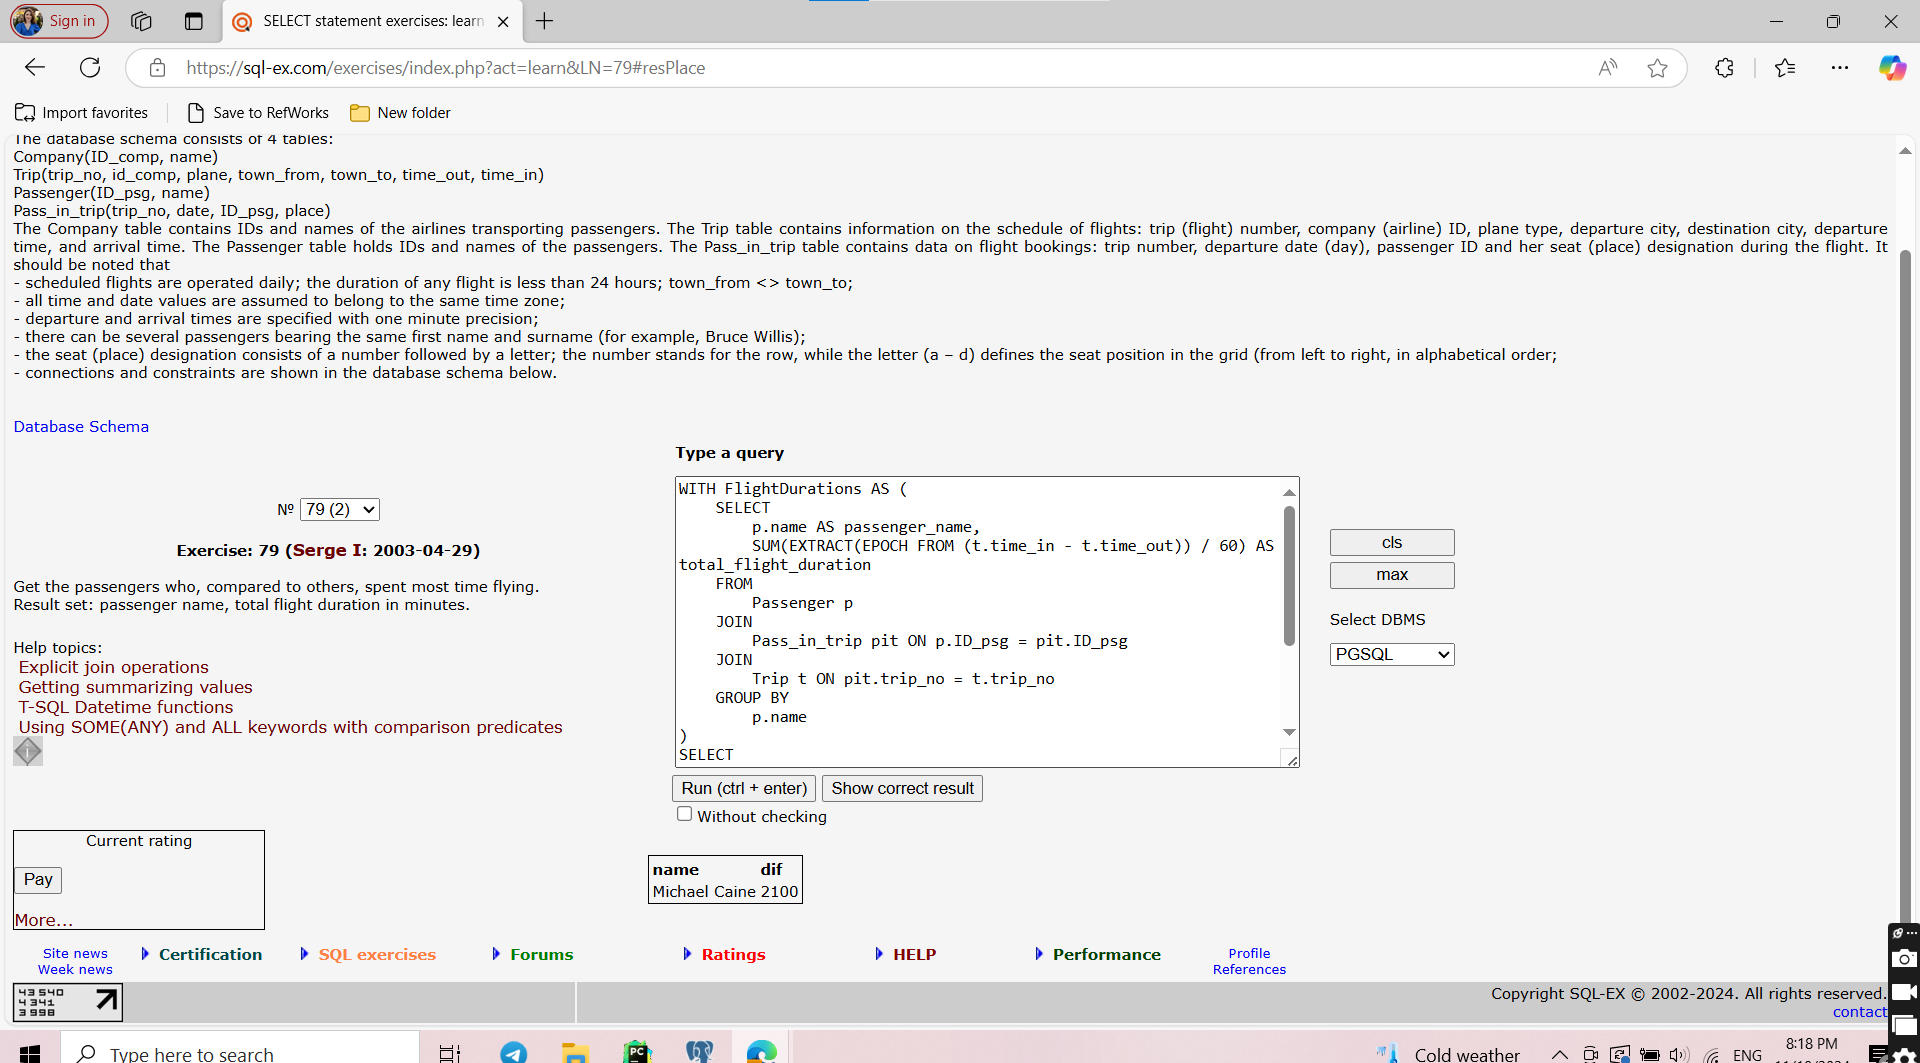 Sign in
SELECT statement exercises: learn
https://sql-ex.com/exercises/index.php?act=learn&LN=79#resPlace
Import favorites
Save to RefWorks
New folder
The database schema consists of 4 tables:
Company(ID_comp, name)
Trip(trip_no, id_comp, plane, town_from, town_to, time_out, time_in)
Passenger(ID_psg, name)
Pass_in_trip(trip_no, date, ID_psg, place)
The Company table contains IDs and names of the airlines transporting passengers. The Trip table contains information on the schedule of flights: trip (flight) number, company (airline) ID, plane type, departure city, destination city, departure
time, and arrival time. The Passenger table holds IDs and names of the passengers. The Pass_in_trip table contains data on flight bookings: trip number, departure date (day), passenger ID and her seat (place) designation during the flight. It
should be noted that
- scheduled flights are operated daily; the duration of any flight is less than 24 hours; town_from <> town_to;
- all time and date values are assumed to belong to the same time zone;
- departure and arrival times are specified with one minute precision;
- there can be several passengers bearing the same first name and surname (for example, Bruce Willis);
- the seat (place) designation consists of a number followed by a letter; the number stands for the row, while the letter (a – d) defines the seat position in the grid (from left to right, in alphabetical order;
- connections and constraints are shown in the database schema below.
Database Schema
Nº 79 (2)
Exercise: 79 (Serge I: 2003-04-29)
Get the passengers who, compared to others, spent most time flying.
Result set: passenger name, total flight duration in minutes.
Help topics:
Explicit join operations
Getting summarizing values
T-SQL Datetime functions
Using SOME(ANY) and ALL keywords with comparison predicates
Type a query
WITH FlightDurations AS (
SELECT
p.name AS passenger_name,
SUM(EXTRACT(EPOCH FROM (t.time_in - t.time_out)) / 60) AS
total_flight_duration
FROM
Passenger p
JOIN
Pass_in_trip pit ON p.ID_psg = pit.ID_psg
JOIN
Trip t ON pit.trip_no = t.trip_no
GROUP BY
p.name
)
SELECT
cls
max
Select DBMS
PGSQL
Run (ctrl + enter)
Show correct result
Without checking
Current rating
Pay
More...
name dif
Michael Caine 2100
Site news
Week news
Certification
SQL exercises
Forums
Ratings
HELP
Performance
Profile
References
43 540
4 341
3 998
Copyright SQL-EX © 2002-2024. All rights reserved.
contact
Type here to search
PC
Cold weather
ENG
8:18 PM